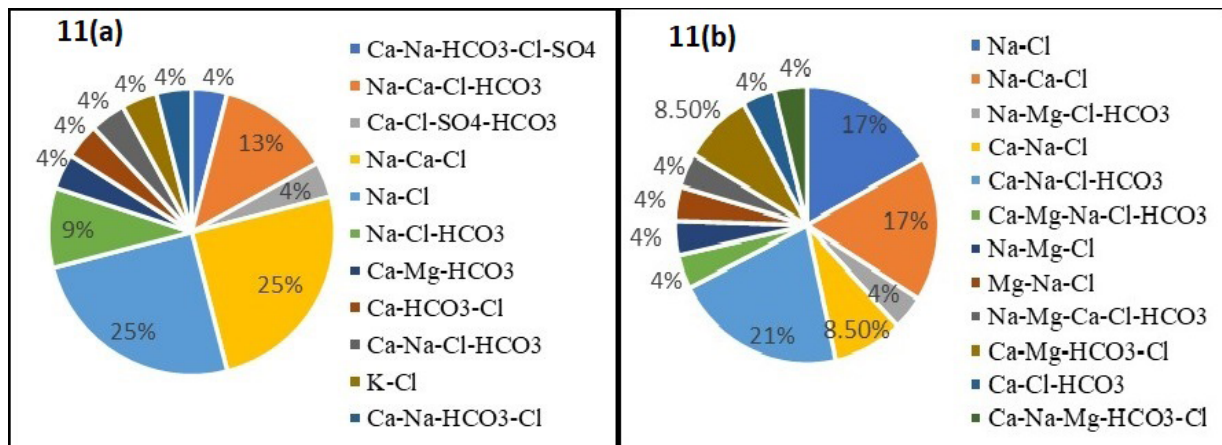 11(a)
4%
4%
4%
4%
4%
4%
13%
4%
9%
25%
25%
Ca-Na-HCO3-Cl-SO4
Na-Ca-Cl-HCO3
Ca-Cl-SO4-HCO3
Na-Ca-Cl
Na-Cl
Na-Cl-HCO3
Ca-Mg-HCO3
Ca-HCO3-Cl
Ca-Na-Cl-HCO3
K-Cl
Ca-Na-HCO3-Cl
11(b)
4%
4%
8.50%
17%
4%
4%
17%
4%
4%
4%
21%
8.50%
Na-Cl
Na-Ca-Cl
Na-Mg-Cl-HCO3
Ca-Na-Cl
Ca-Na-Cl-HCO3
Ca-Mg-Na-Cl-HCO3
Na-Mg-Cl
Mg-Na-Cl
Na-Mg-Ca-Cl-HCO3
Ca-Mg-HCO3-Cl
Ca-Cl-HCO3
Ca-Na-Mg-HCO3-Cl